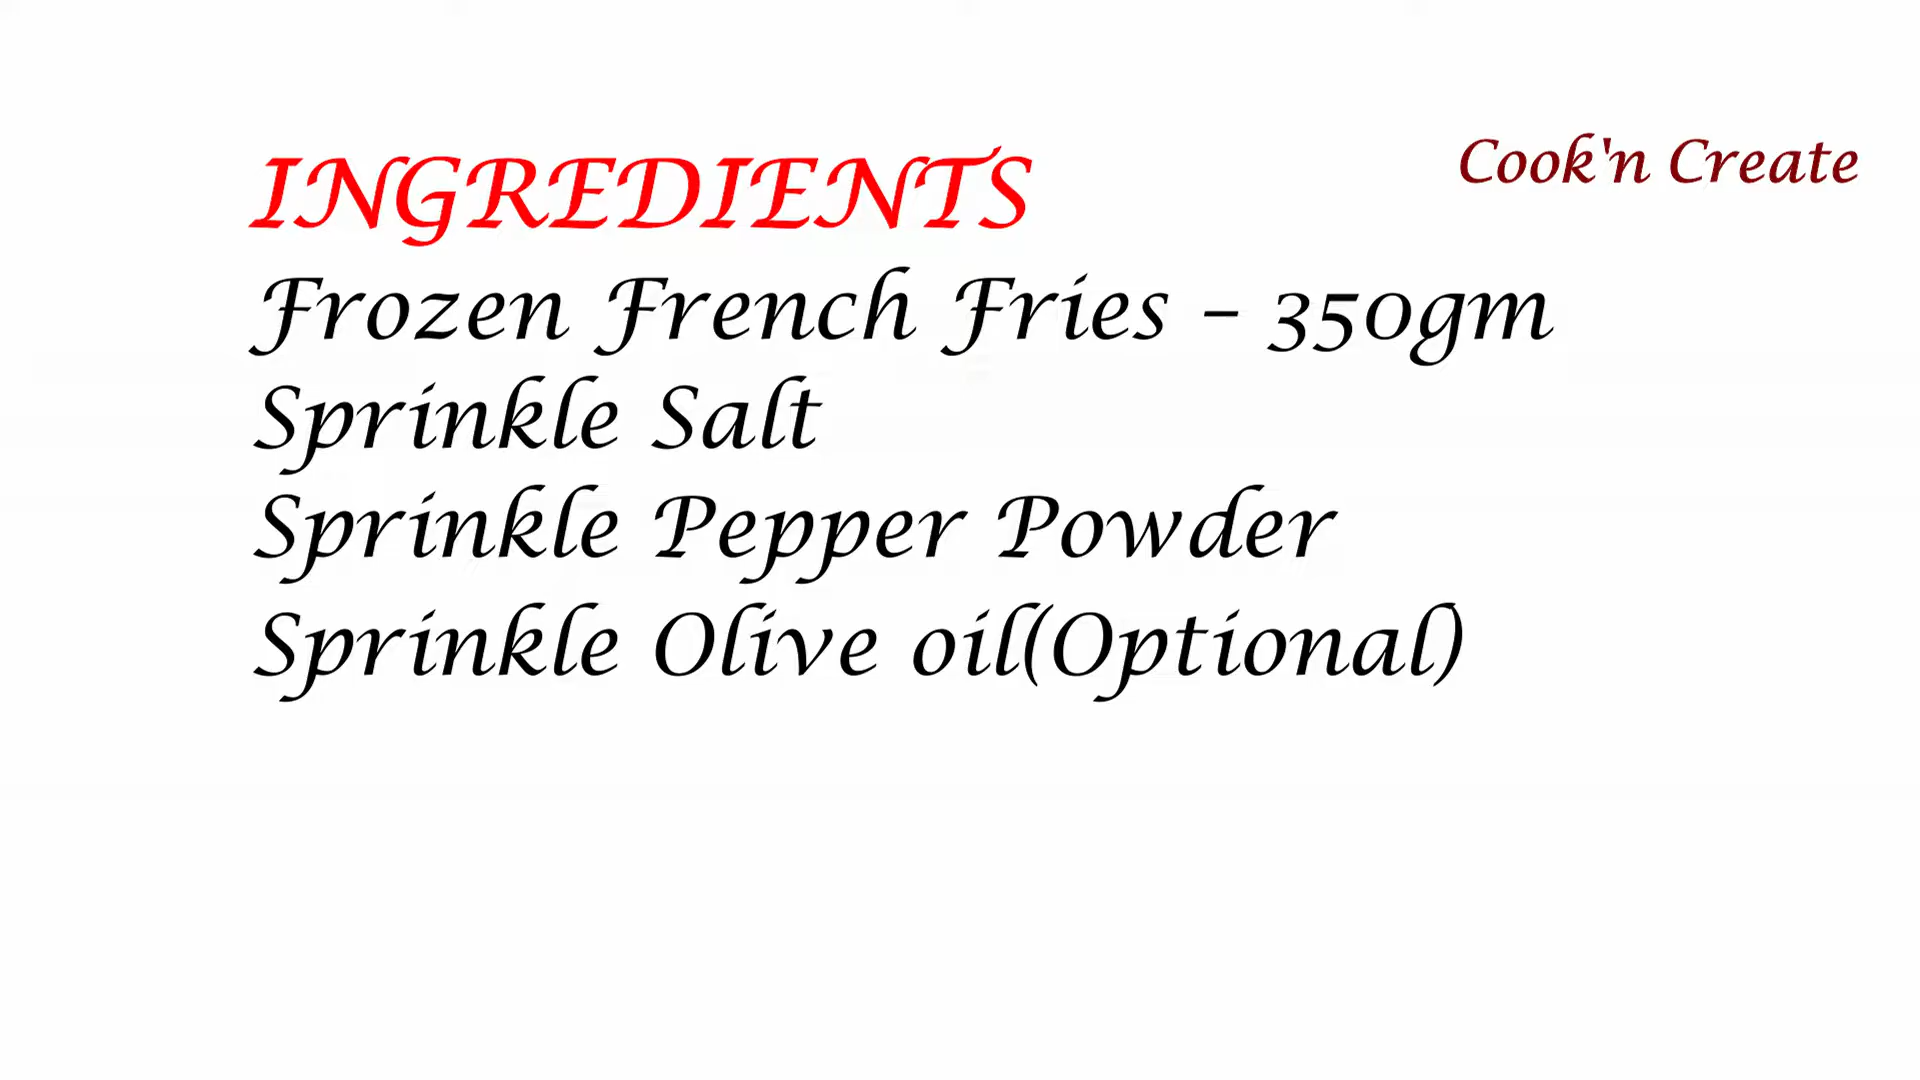 Cook'n Create
INGREDIENTS
Frozen French Fries - 350gm
Sprinkle Salt
Sprinkle Pepper Powder
Sprinkle Olive oil(Optional)